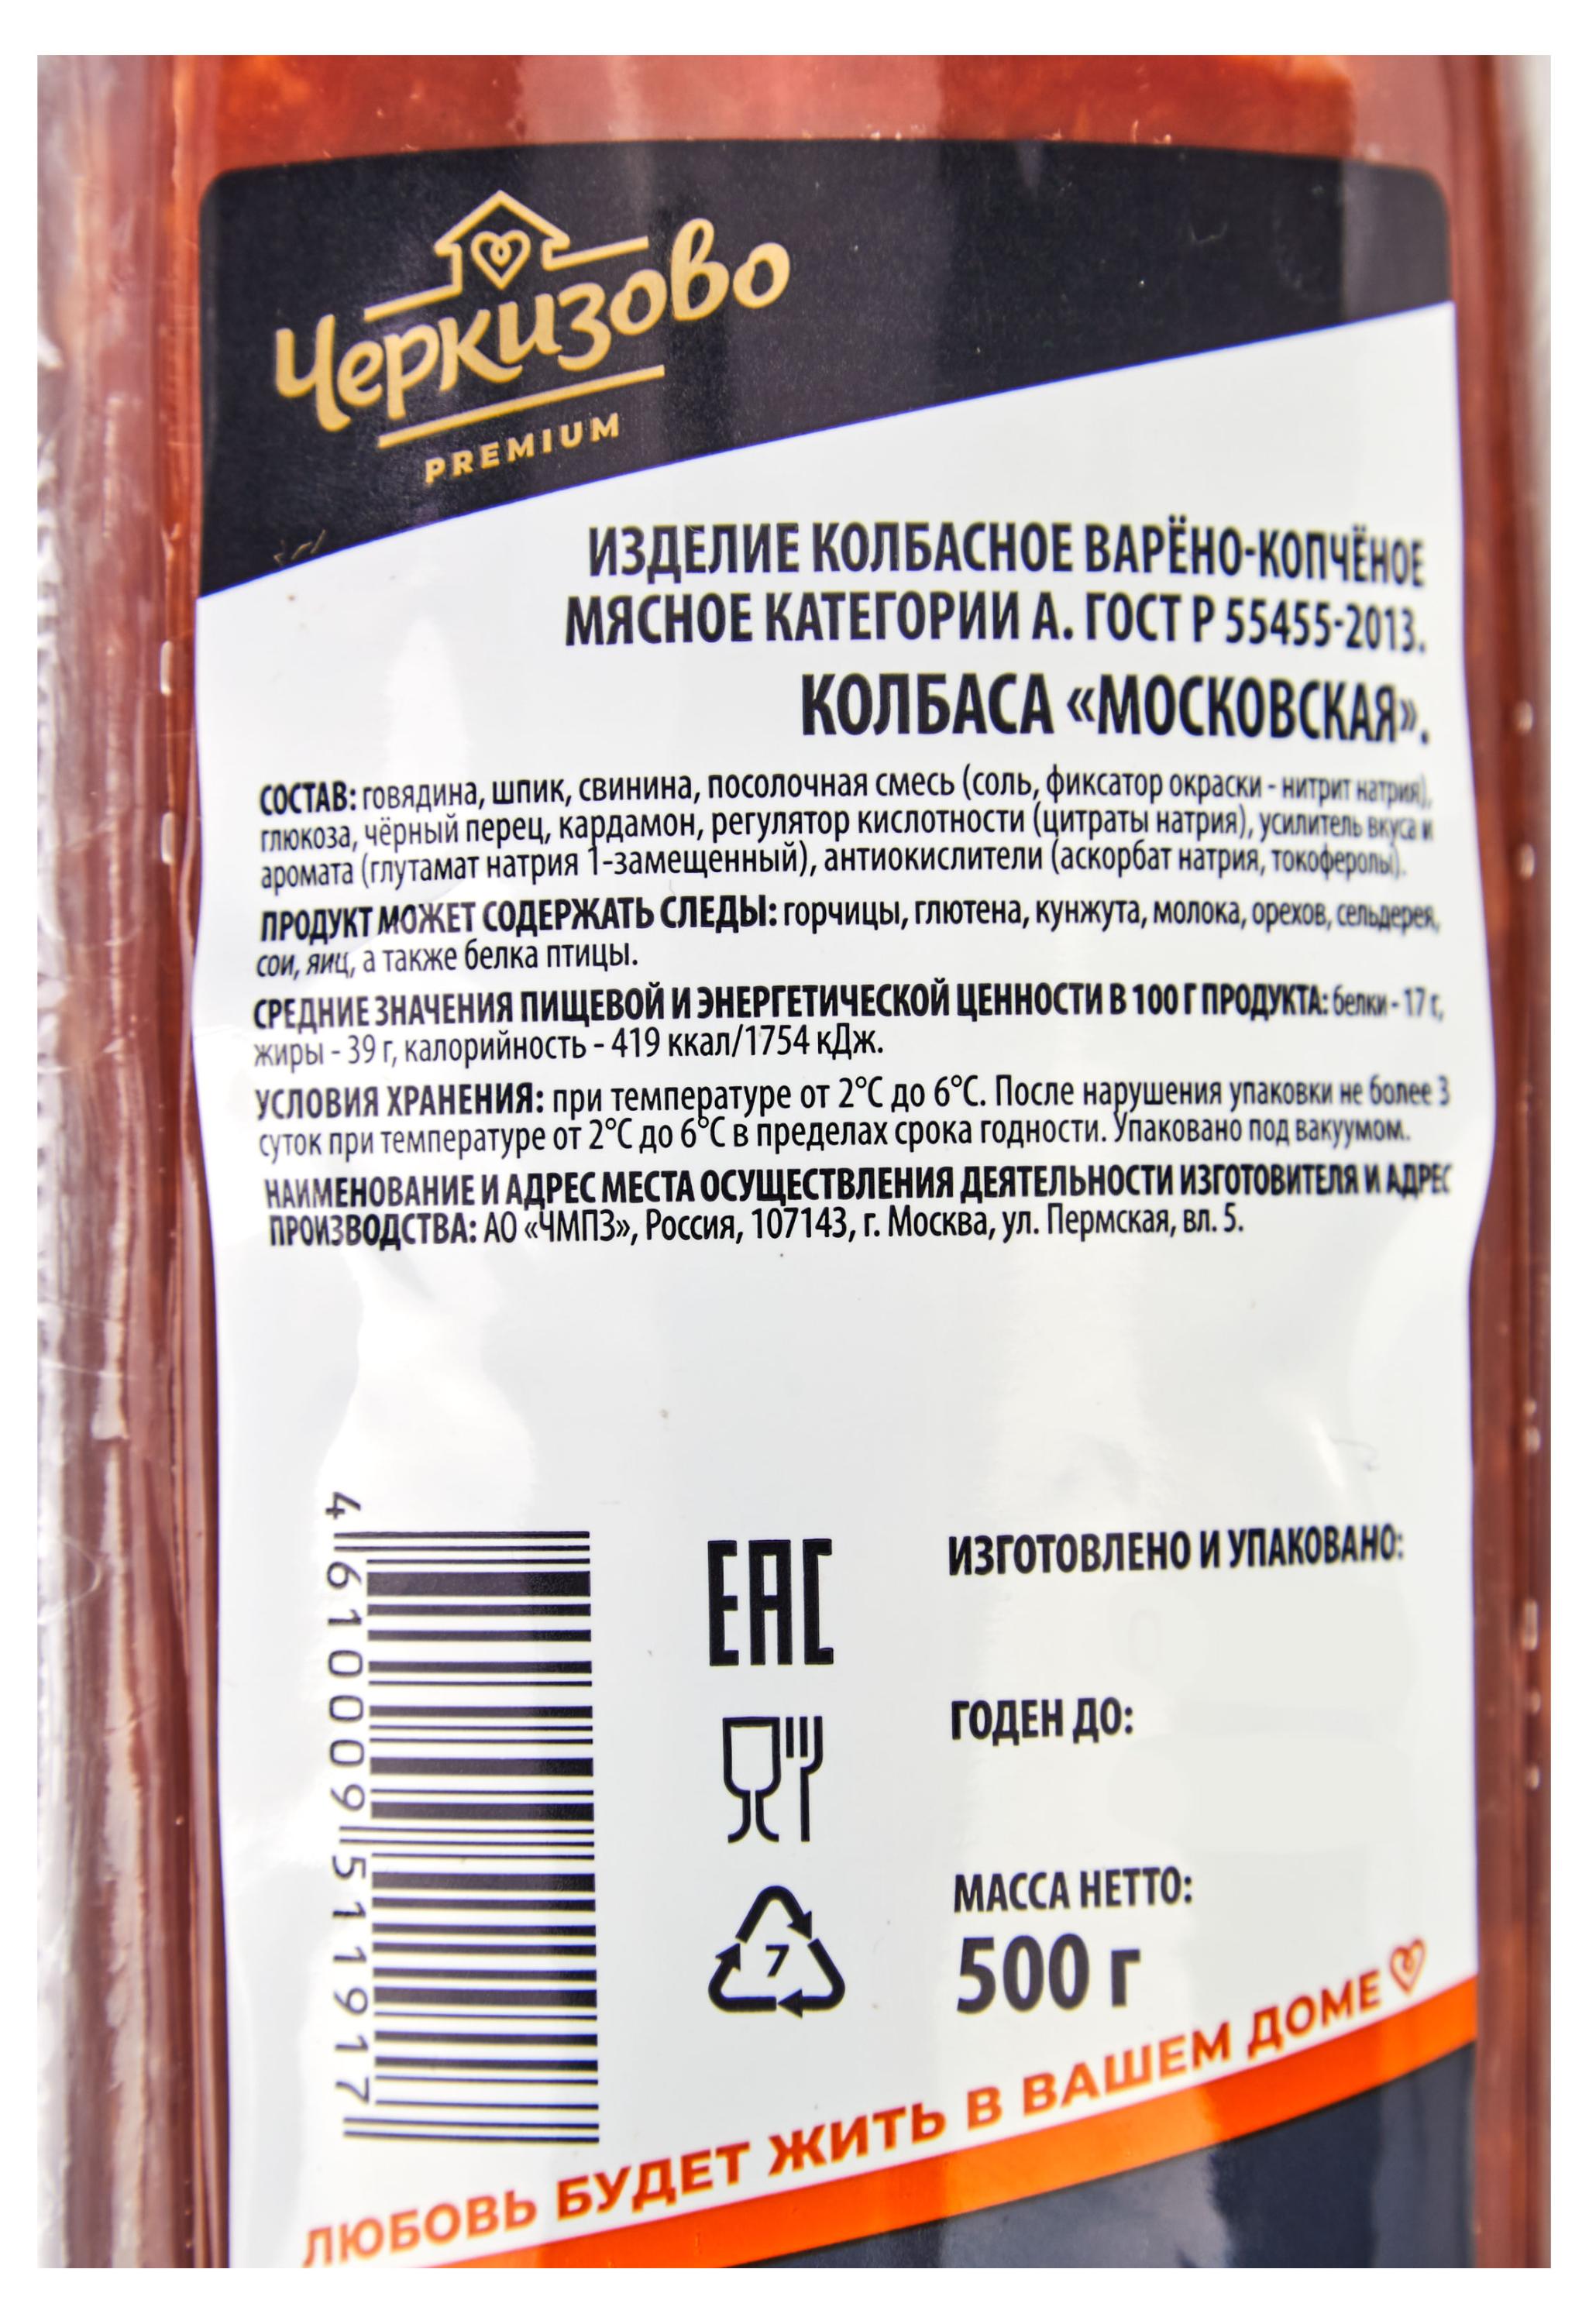 Черкизово
PREMIUM
ИЗДЕЛИЕ КОЛБАСНОЕ ВАРЁНО-КОПЧЁНОЕ
МЯСНОЕ КАТЕГОРИИ А. ГОСТ Р 55455-2013.
КОЛБАСА «МОСКОВСКАЯ».
СОСТАВ: говядина, шпик, свинина, посолочная смесь (соль, фиксатор окраски - нитрит натрия),
глюкоза, чёрный перец, кардамон, регулятор кислотности (цитраты натрия), усилитель вкуса и
аромата (глутамат натрия 1-замещенный), антиокислители (аскорбат натрия, токоферолы).
ПРОДУКТ МОЖЕТ СОДЕРЖАТЬ СЛЕДЫ: горчицы, глютена, кунжута, молока, орехов, сельдерея,
сои, яиц, а также белка птицы.
СРЕДНИЕ ЗНАЧЕНИЯ ПИЩЕВОЙ И ЭНЕРГЕТИЧЕСКОЙ ЦЕННОСТИ В 100 Г ПРОДУКТА: белки - 17 г,
жиры - 39 г, калорийность - 419 ккал/1754 кДж.
УСЛОВИЯ ХРАНЕНИЯ: при температуре от 2°С до 6°С. После нарушения упаковки не более 3
суток при температуре от 2°С до 6°С в пределах срока годности. Упаковано под вакуумом.
НАИМЕНОВАНИЕ И АДРЕС МЕСТА ОСУЩЕСТВЛЕНИЯ ДЕЯТЕЛЬНОСТИ ИЗГОТОВИТЕЛЯ И АДРЕС
ПРОИЗВОДСТВА: АО «ЧМПЗ», Россия, 107143, г. Москва, ул. Пермская, вл. 5.
4 610009 511917
EAC
7
ИЗГОТОВЛЕНО И УПАКОВАНО:
ГОДЕН ДО:
МАССА НЕТТО:
500 г
ЛЮБОВЬ БУДЕТ ЖИТЬ В ВАШЕМ ДОМЕ